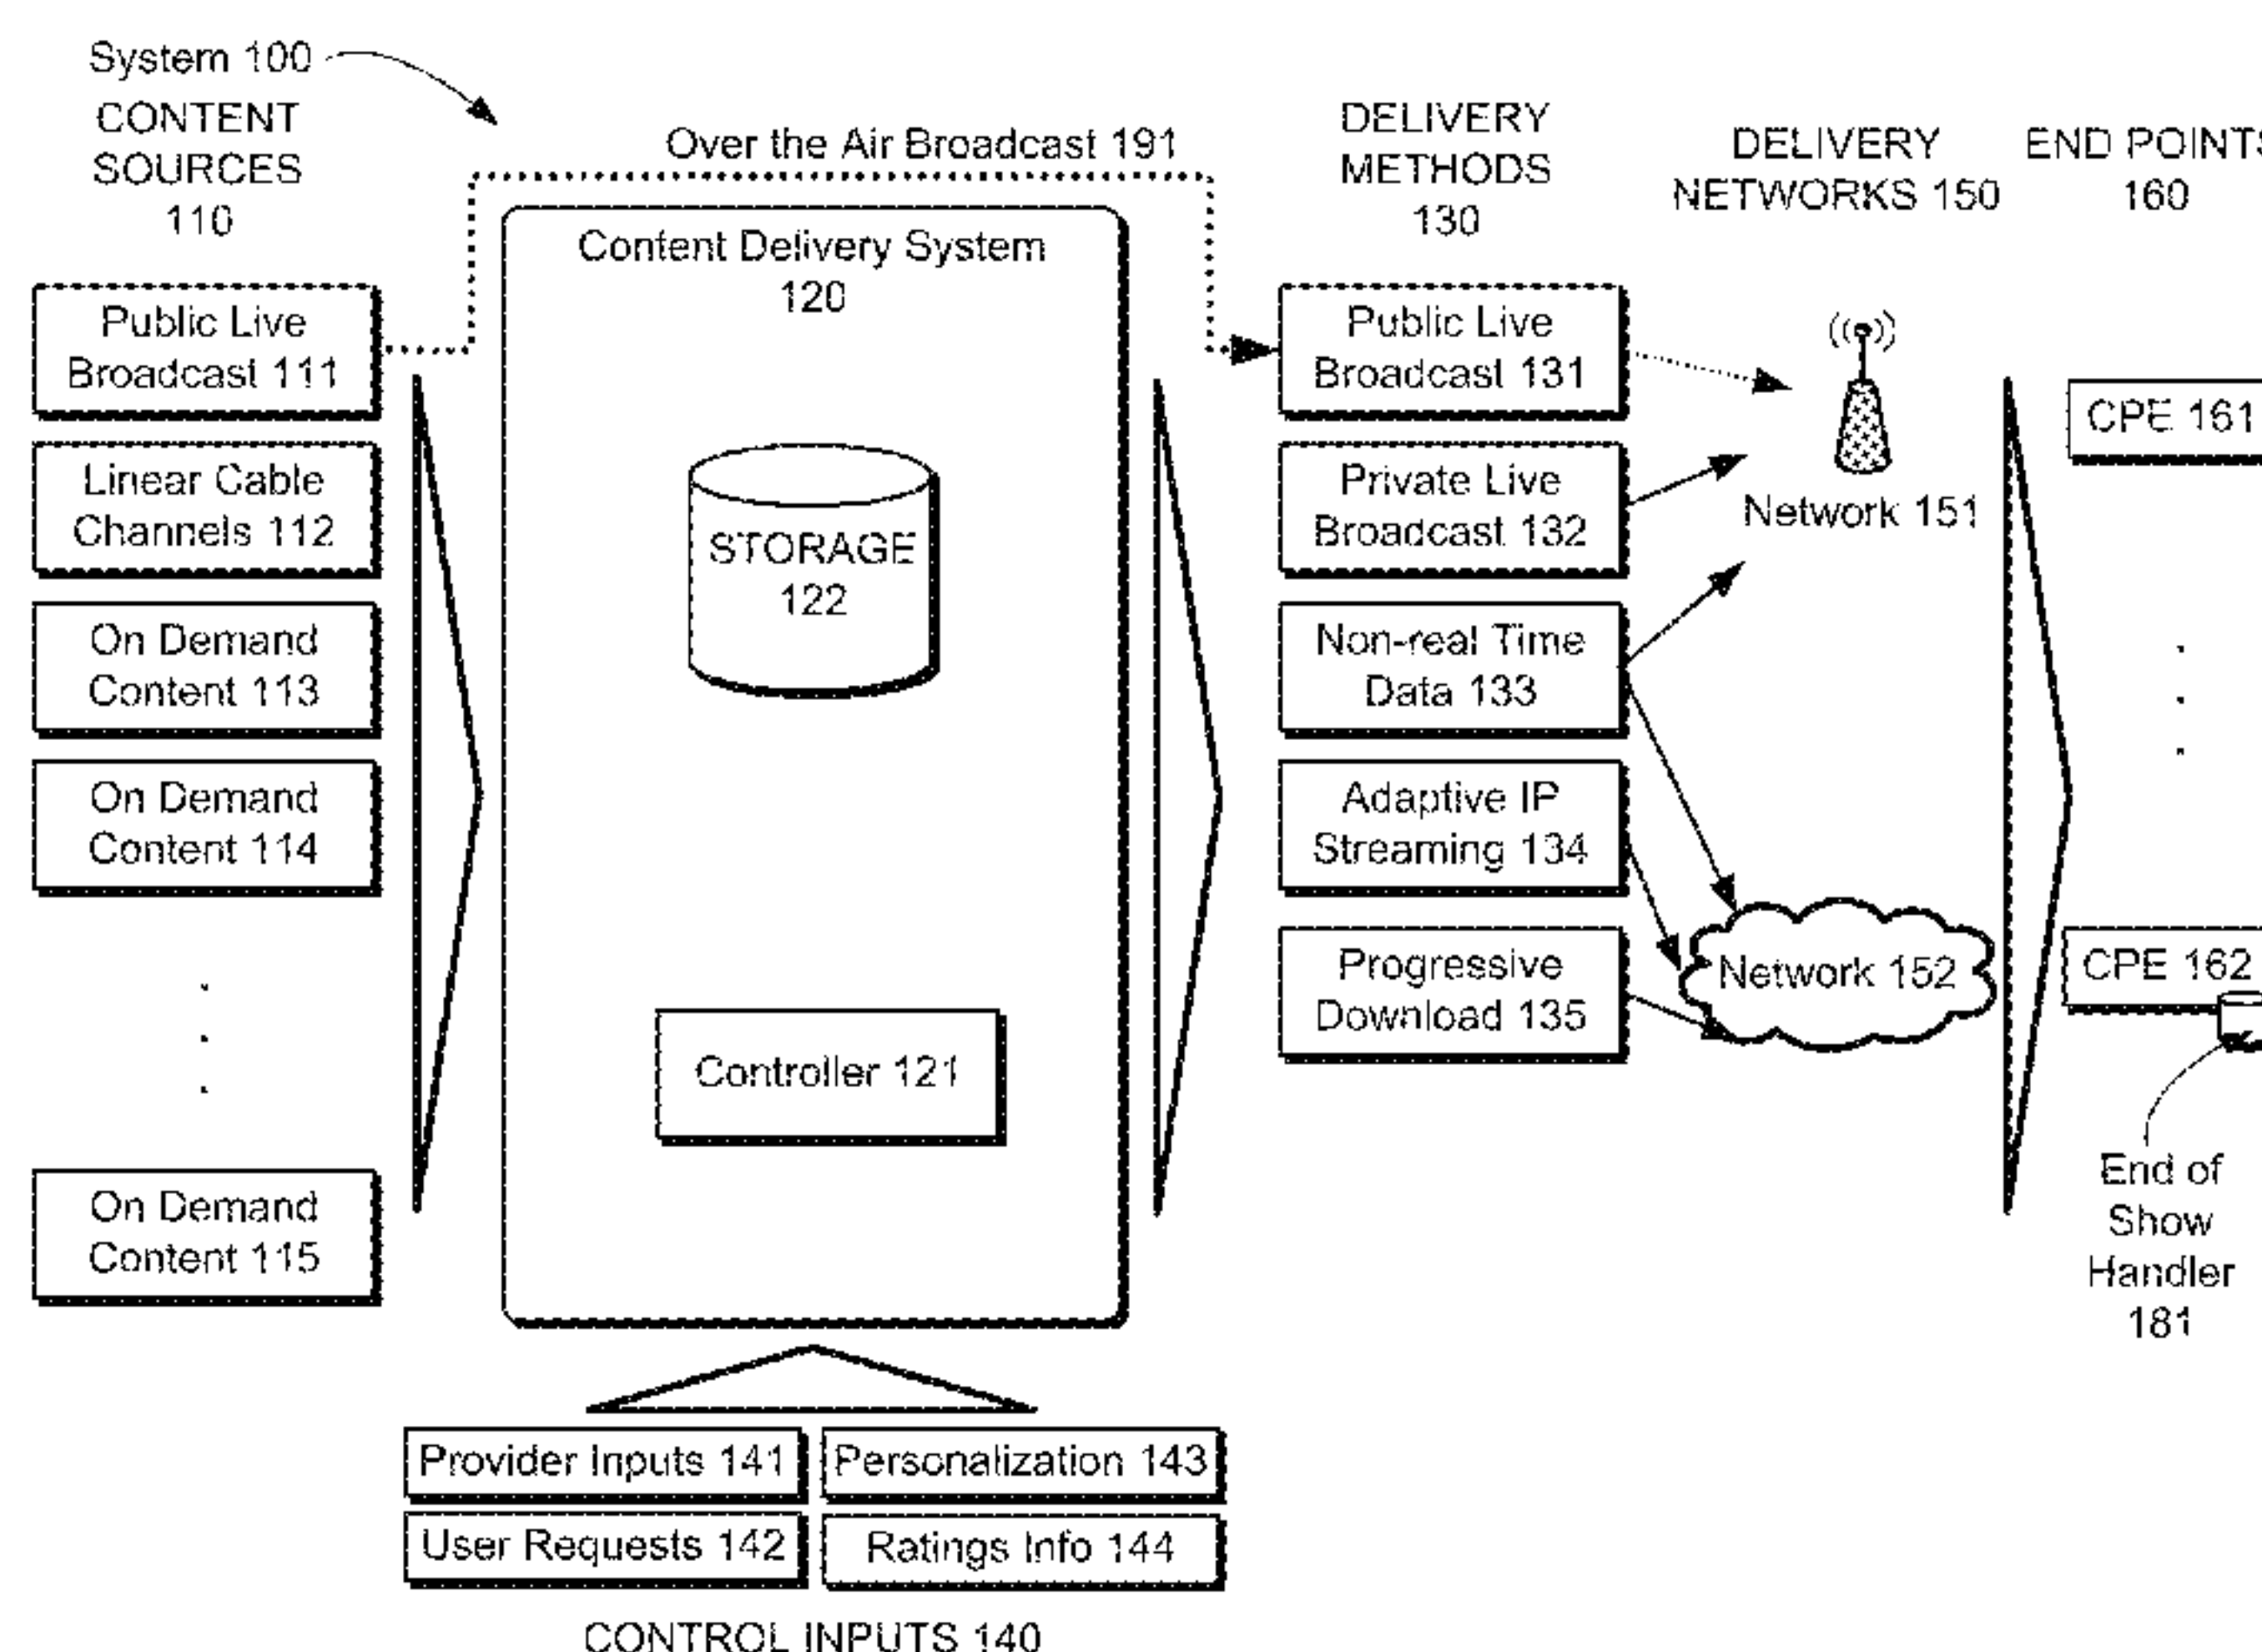 System 100
CONTENT
SOURCES
110
Over the Air Broadcast 191
DELIVERY
METHODS
130
DELIVERY
NETWORKS 150
END POINTS
160
Public Live
Broadcast 111
Linear Cable
Channels 112
On Demand
Content 113
On Demand
Content 114
On Demand
Content 115
Content Delivery System
120
STORAGE
122
Controller 121
Public Live
Broadcast 131
Private Live
Broadcast 132
Non-real Time
Data 133
Adaptive IP
Streaming 134
Progressive
Download 135
Network 151
Network 152
CPE 161
CPE 162
End of
Show
Handler
181
Provider Inputs 141
Personalization 143
User Requests 142
Ratings Info 144
CONTROL INPUTS 140